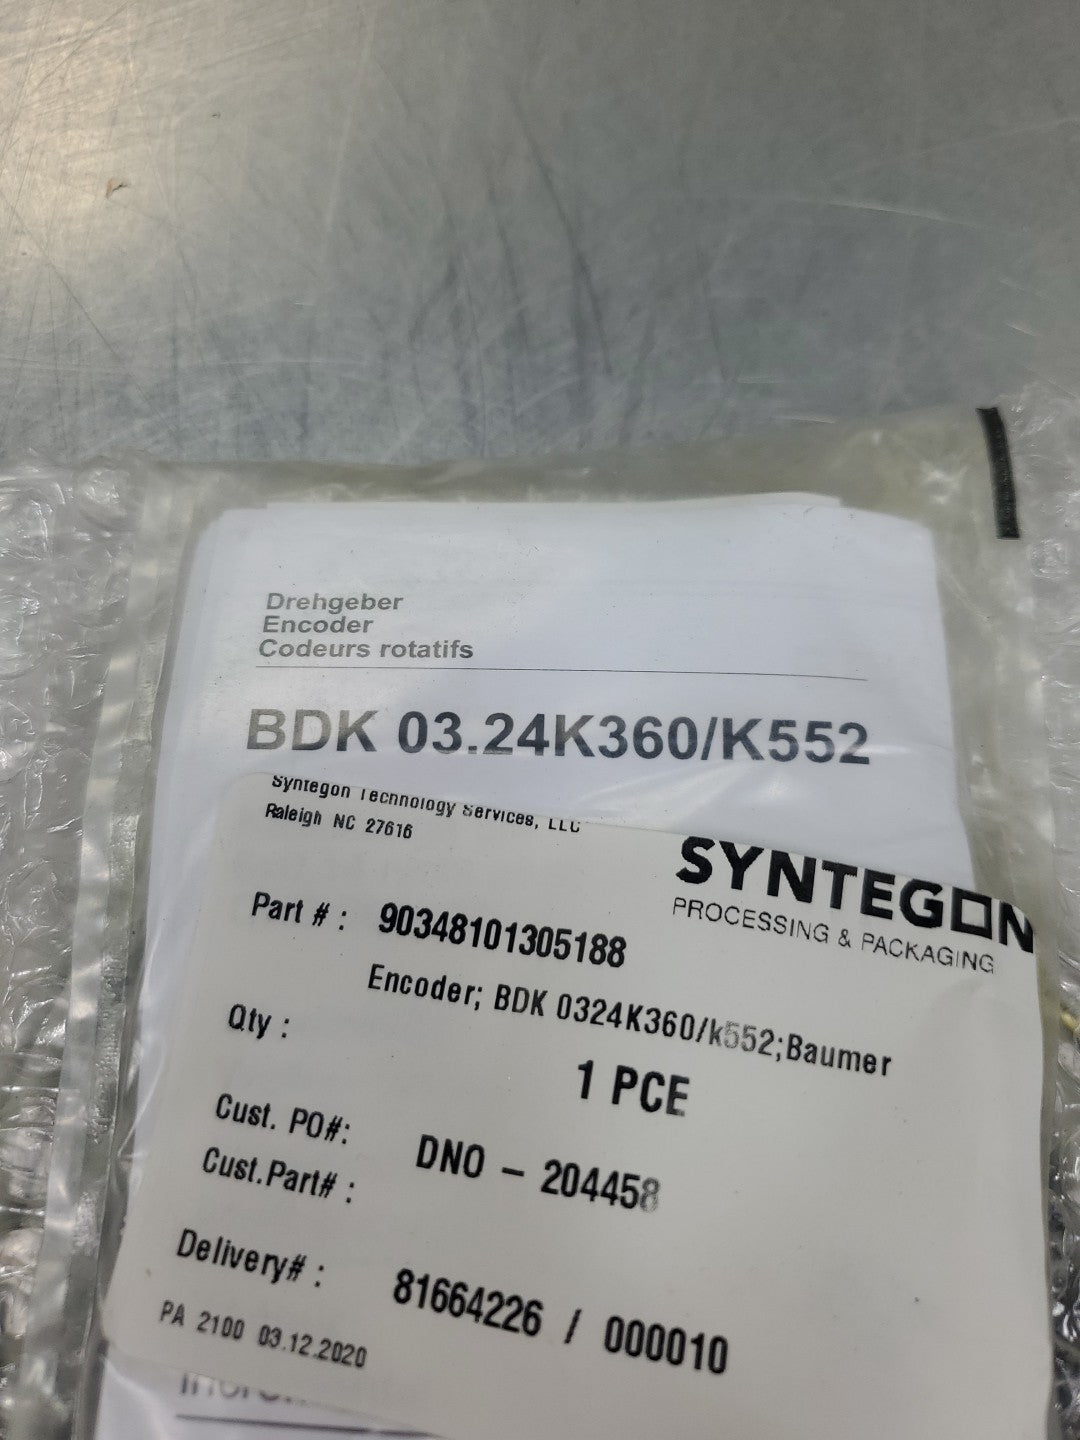 Drehgeber
Encoder
Codeurs rotatifs
BDK 03.24K360/K552
Syntegon Technology Services, LLC
Raleigh NC 27616
SYNTEGON
PROCESSING & PACKAGING
Part # : 90348101305188
Encoder; BDK 0324K360/k552;Baumer
Qty :
1 PCE
Cust. PO#: DNO - 204458
Cust.Part# :
Delivery# : 81664226 / 000010
PA 2100 03.12.2020